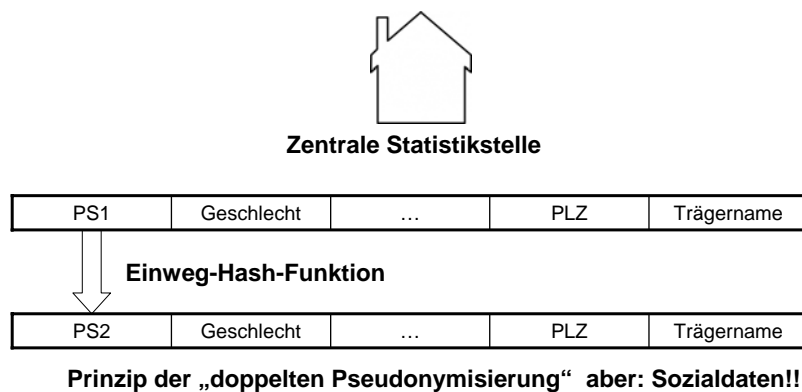 Zentrale Statistikstelle
PS1 Geschlecht … PLZ Trägername
Einweg-Hash-Funktion
PS2 Geschlecht … PLZ Trägername
Prinzip der „doppelten Pseudonymisierung“ aber: Sozialdaten!!